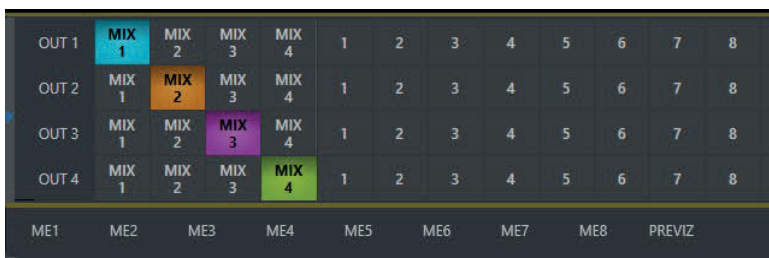 OUT 1 MIX 1 MIX 2 MIX 3 MIX 4 1 2 3 4 5 6 7 8
OUT 2 MIX 1 MIX 2 MIX 3 MIX 4 1 2 3 4 5 6 7 8
OUT 3 MIX 1 MIX 2 MIX 3 MIX 4 1 2 3 4 5 6 7 8
OUT 4 MIX 1 MIX 2 MIX 3 MIX 4 1 2 3 4 5 6 7 8
ME1 ME2 ME3 ME4 ME5 ME6 ME7 ME8 PREVIZ